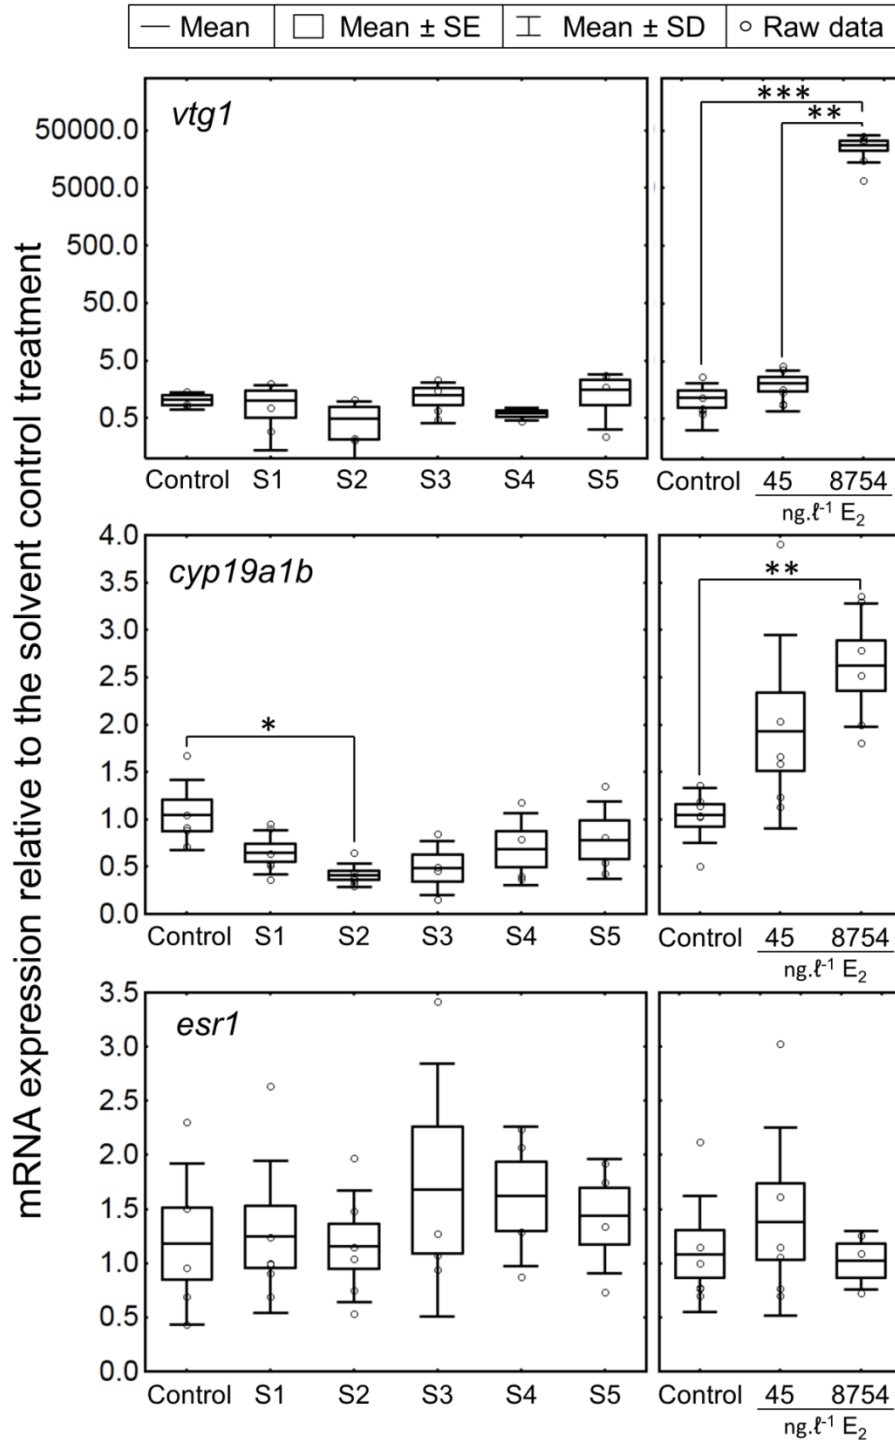 Mean Mean ± SE Mean ± SD Raw data
mRNA expression relative to the solvent control treatment
vtg1
50000.0
5000.0
500.0
50.0
5.0
0.5
***
**
Control S1 S2 S3 S4 S5 Control 45 8754
ng.ℓ⁻¹ E₂
cyp19a1b
4.0
3.5
3.0
2.5
2.0
1.5
1.0
0.5
0.0
*
**
Control S1 S2 S3 S4 S5 Control 45 8754
ng.ℓ⁻¹ E₂
esr1
3.5
3.0
2.5
2.0
1.5
1.0
0.5
0.0
Control S1 S2 S3 S4 S5 Control 45 8754
ng.ℓ⁻¹ E₂